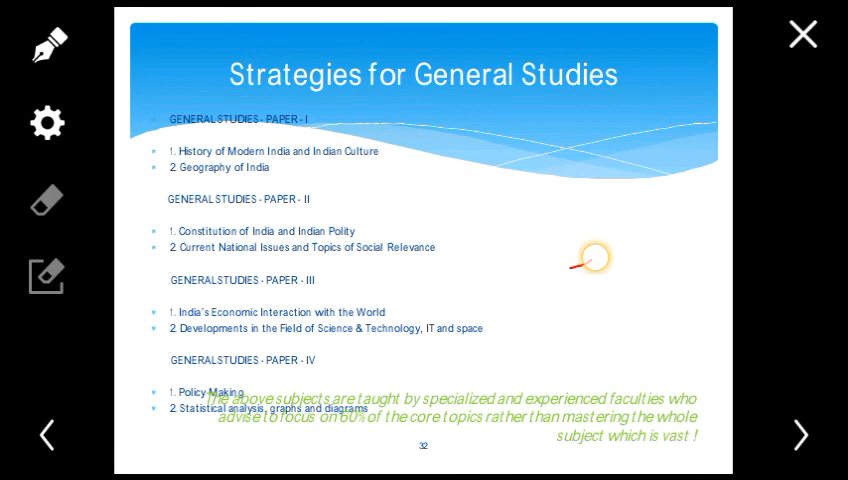 Strategies for General Studies
GENERAL STUDIES - PAPER - I
1. History of Modern India and Indian Culture
2. Geography of India
GENERAL STUDIES - PAPER - II
1. Constitution of India and Indian Polity
2. Current National Issues and Topics of Social Relevance
GENERAL STUDIES - PAPER - III
1. India's Economic Interaction with the World
2. Developments in the Field of Science & Technology, IT and space
GENERAL STUDIES - PAPER - IV
1. Policy-Making
2. Statistical analysis, graphs and diagrams
The above subjects are taught by specialized and experienced faculties who
advise to focus on 60% of the core topics rather than mastering the whole
subject which is vast !
32